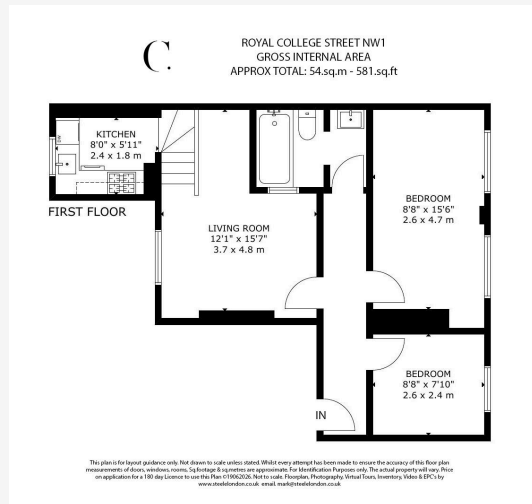 C.
ROYAL COLLEGE STREET NW1
GROSS INTERNAL AREA
APPROX TOTAL: 54.sq.m - 581.sq.ft
KITCHEN
8'0" x 5'11"
2.4 x 1.8 m
FIRST FLOOR
LIVING ROOM
12'1" x 15'7"
3.7 x 4.8 m
BEDROOM
8'8" x 15'6"
2.6 x 4.7 m
BEDROOM
8'8" x 7'10"
2.6 x 2.4 m
IN
This plan is for layout guidance only. Not drawn to scale unless stated. Whilst every attempt has been made to ensure the accuracy of this floor plan
measurements of doors, windows, rooms, Sq.footage & sq.metres are approximate. For Identification Purposes only. The actual property will vary. Price
on application for a 180 day Licence to use this Plan ©19062026. Not to scale. Floorplan, Photography, Virtual Tours, Inventory, Video & EPC's by
www.steelelondon.co.uk email. mark@steelelondon.co.uk